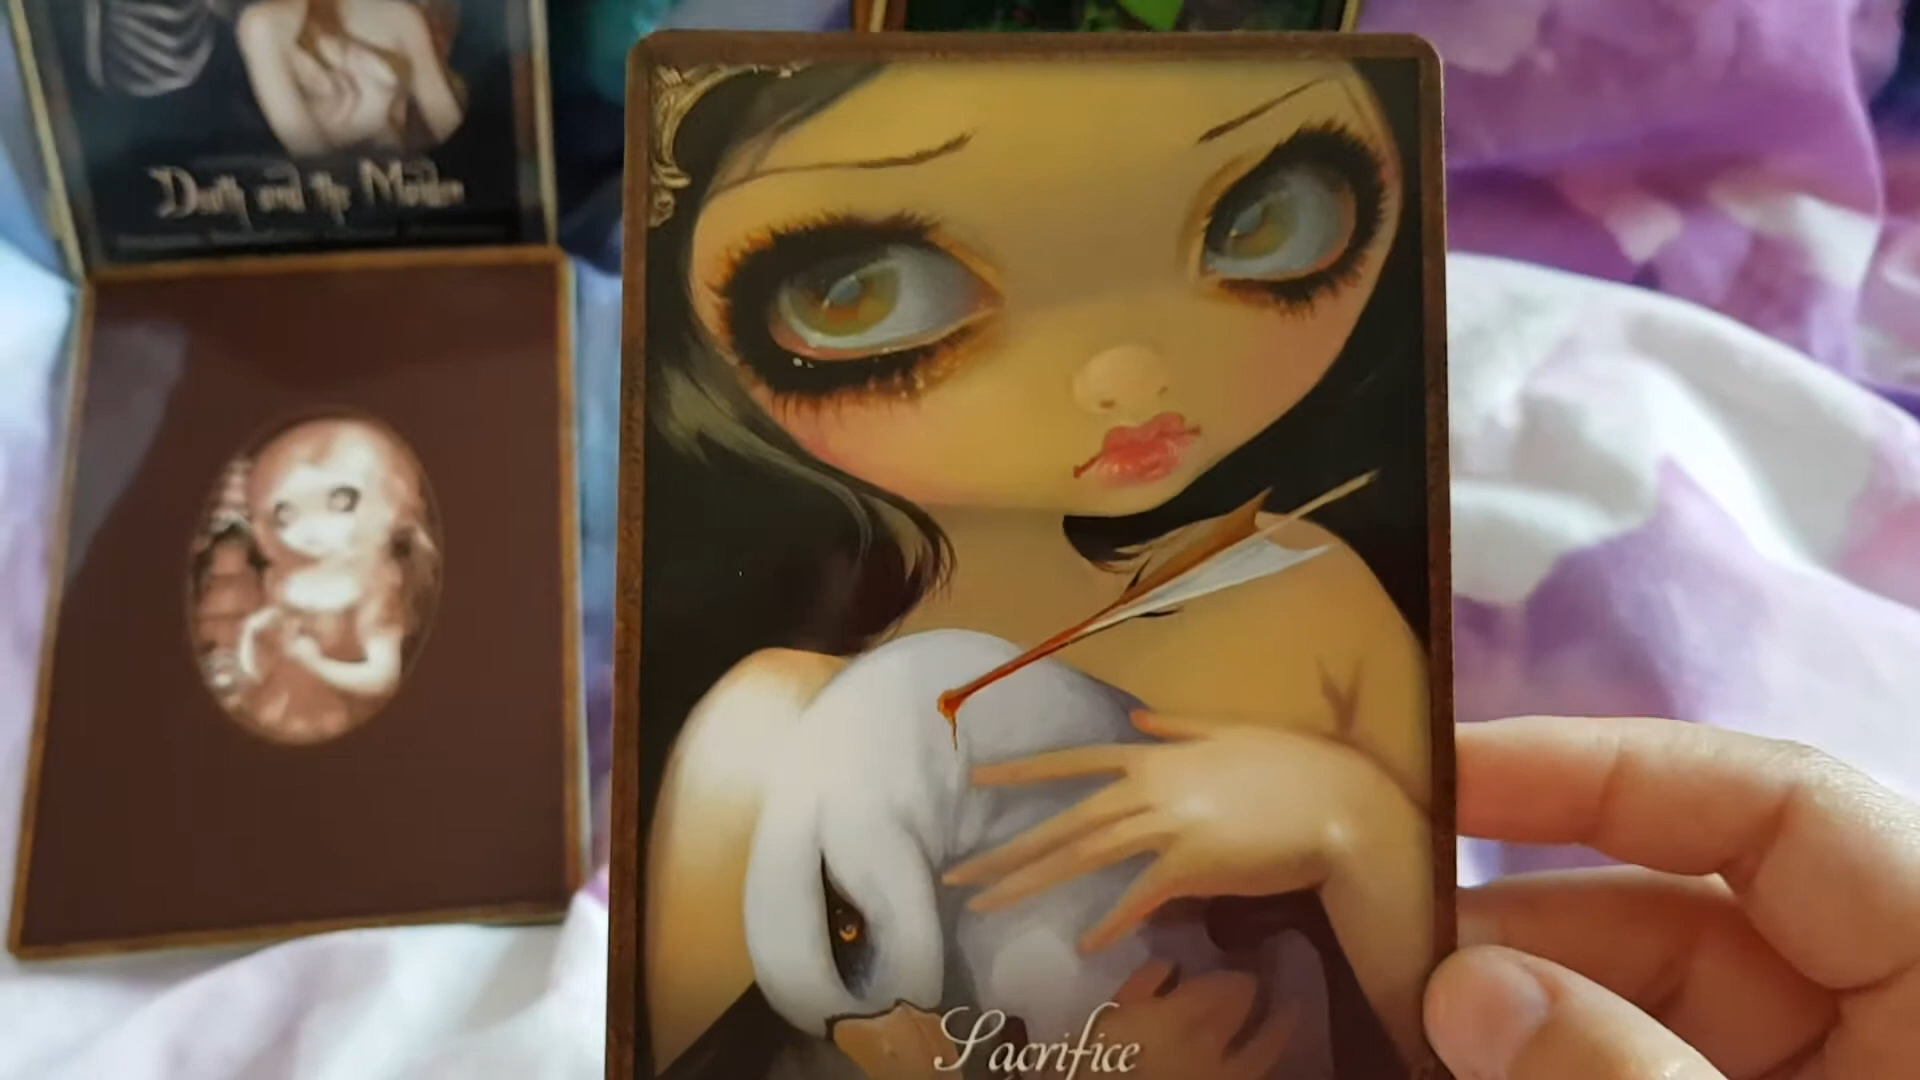 Death and the Maiden
Sacrifice